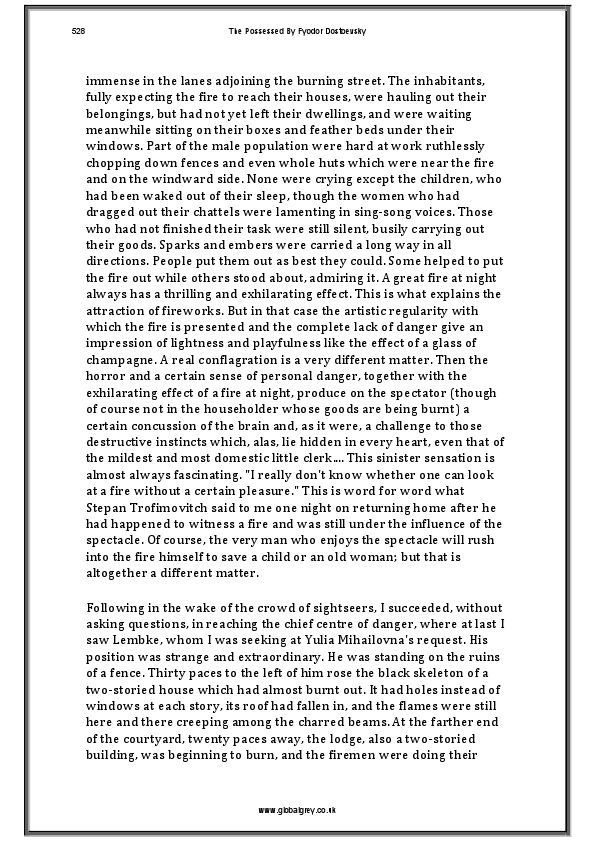 528 The Possessed By Fyodor Dostoevsky
immense in the lanes adjoining the burning street. The inhabitants,
fully expecting the fire to reach their houses, were hauling out their
belongings, but had not yet left their dwellings, and were waiting
meanwhile sitting on their boxes and feather beds under their
windows. Part of the male population were hard at work ruthlessly
chopping down fences and even whole huts which were near the fire
and on the windward side. None were crying except the children, who
had been waked out of their sleep, though the women who had
dragged out their chattels were lamenting in sing-song voices. Those
who had not finished their task were still silent, busily carrying out
their goods. Sparks and embers were carried a long way in all
directions. People put them out as best they could. Some helped to put
the fire out while others stood about, admiring it. A great fire at night
always has a thrilling and exhilarating effect. This is what explains the
attraction of fireworks. But in that case the artistic regularity with
which the fire is presented and the complete lack of danger give an
impression of lightness and playfulness like the effect of a glass of
champagne. A real conflagration is a very different matter. Then the
horror and a certain sense of personal danger, together with the
exhilarating effect of a fire at night, produce on the spectator (though
of course not in the householder whose goods are being burnt) a
certain concussion of the brain and, as it were, a challenge to those
destructive instincts which, alas, lie hidden in every heart, even that of
the mildest and most domestic little clerk.... This sinister sensation is
almost always fascinating. "I really don't know whether one can look
at a fire without a certain pleasure." This is word for word what
Stepan Trofimovitch said to me one night on returning home after he
had happened to witness a fire and was still under the influence of the
spectacle. Of course, the very man who enjoys the spectacle will rush
into the fire himself to save a child or an old woman; but that is
altogether a different matter.
Following in the wake of the crowd of sightseers, I succeeded, without
asking questions, in reaching the chief centre of danger, where at last I
saw Lembke, whom I was seeking at Yulia Mihailovna's request. His
position was strange and extraordinary. He was standing on the ruins
of a fence. Thirty paces to the left of him rose the black skeleton of a
two-storied house which had almost burnt out. It had holes instead of
windows at each story, its roof had fallen in, and the flames were still
here and there creeping among the charred beams. At the farther end
of the courtyard, twenty paces away, the lodge, also a two-storied
building, was beginning to burn, and the firemen were doing their
www.globalgrey.co.uk